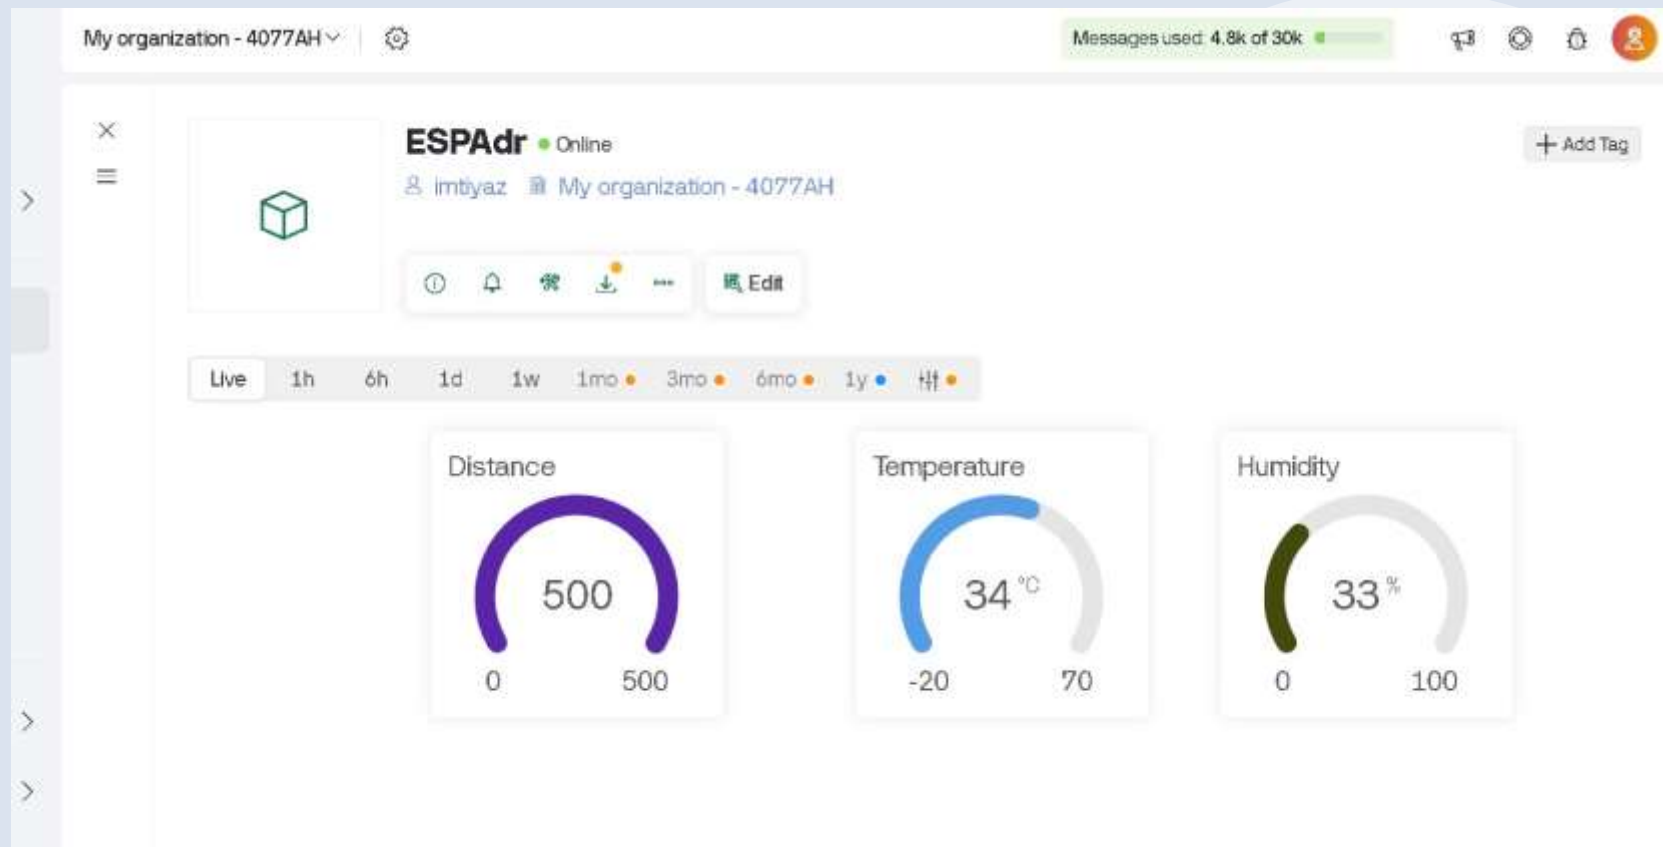 My organization - 4077AH
Messages used: 4.8k of 30k
ESPAdr Online
imtiyaz My organization - 4077AH
Add Tag
Edit
Live 1h 6h 1d 1w 1mo 3mo 6mo 1y
Distance
500
0 500
Temperature
34 °C
-20 70
Humidity
33 %
0 100